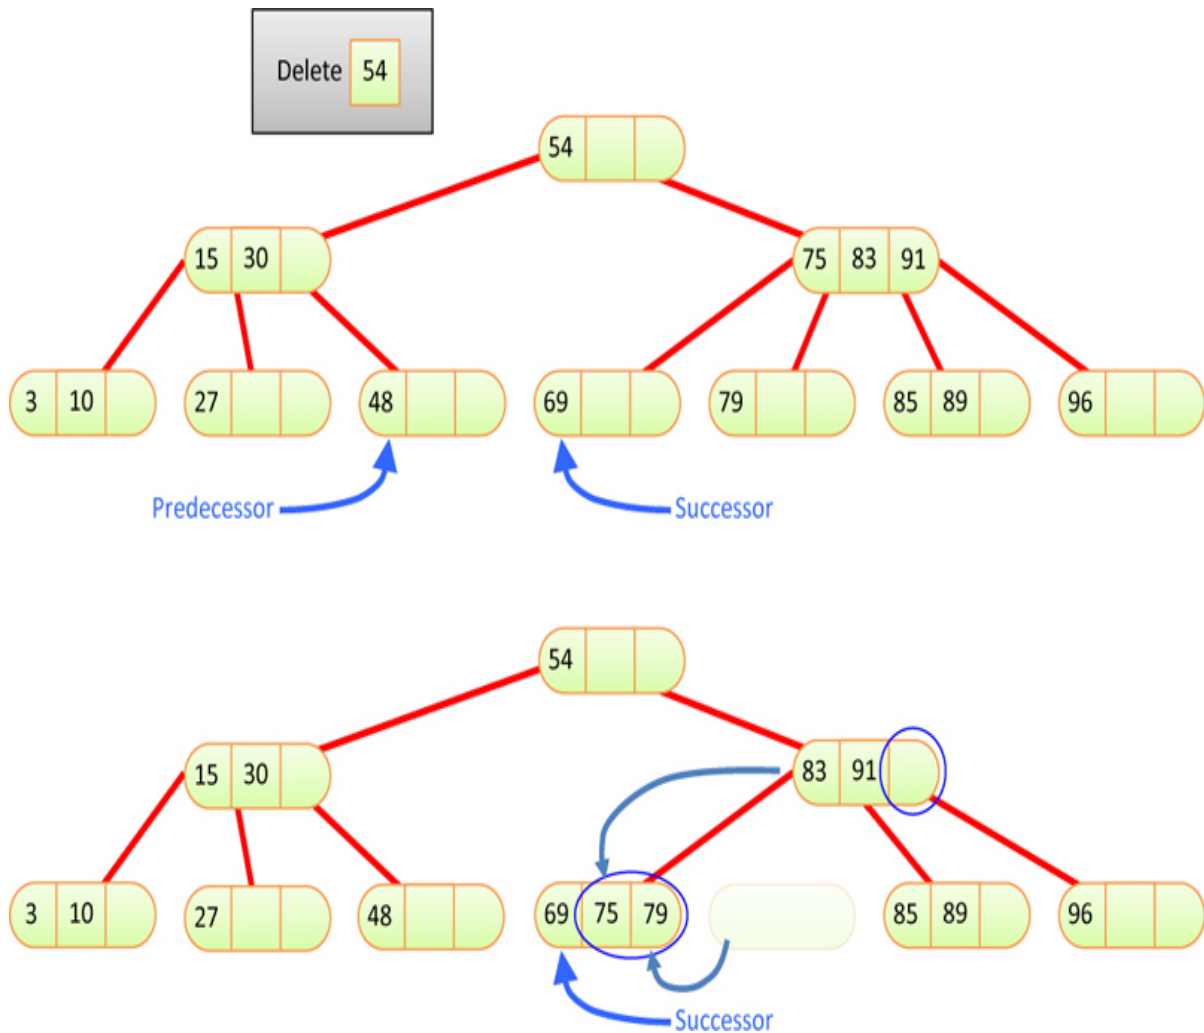 Delete 54
54
15 30 75 83 91
3 10 27 48 69 79 85 89 96
Predecessor Successor
54
15 30 83 91
3 10 27 48 69 75 79 85 89 96
Successor